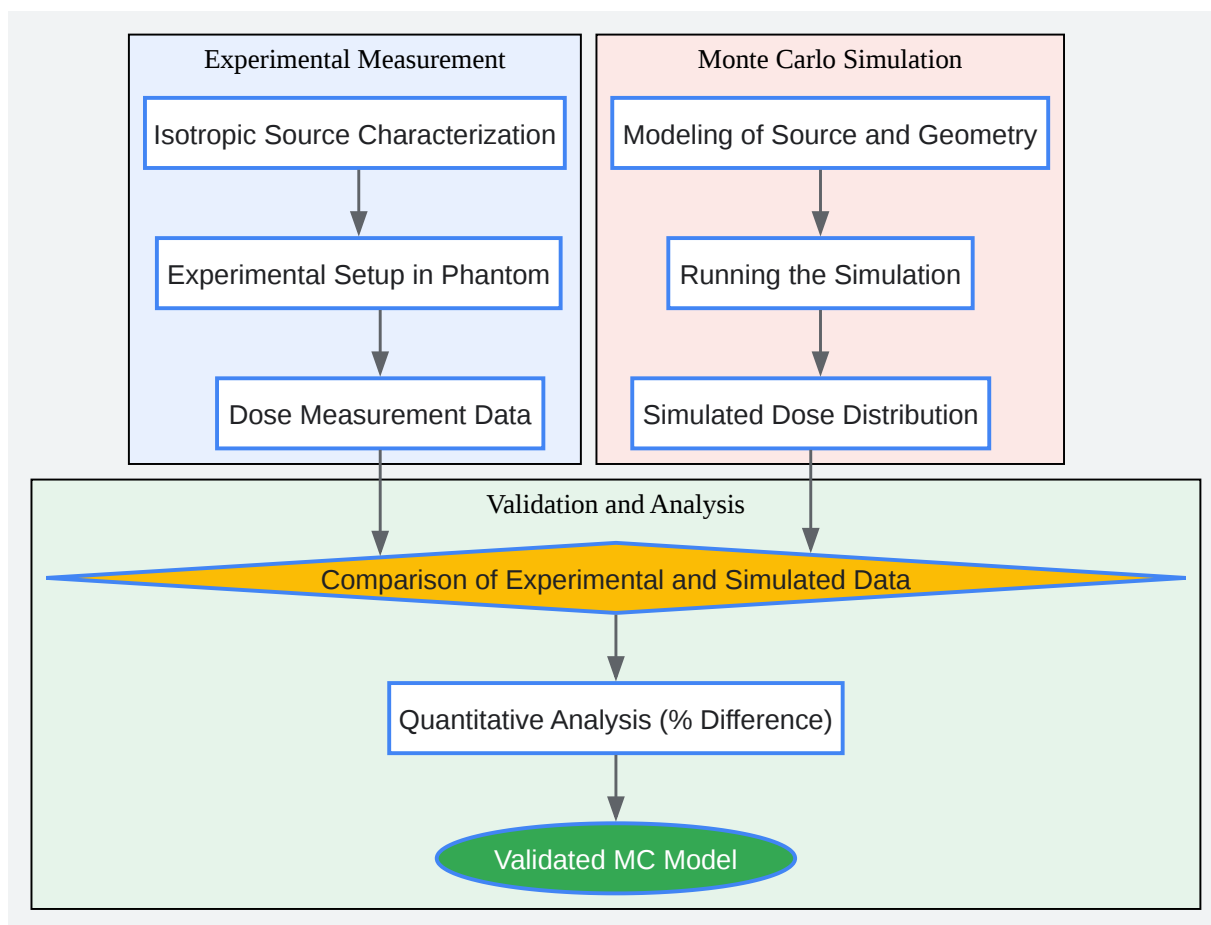 Experimental Measurement
Isotropic Source Characterization
Experimental Setup in Phantom
Dose Measurement Data
Monte Carlo Simulation
Modeling of Source and Geometry
Running the Simulation
Simulated Dose Distribution
Validation and Analysis
Comparison of Experimental and Simulated Data
Quantitative Analysis (% Difference)
Validated MC Model